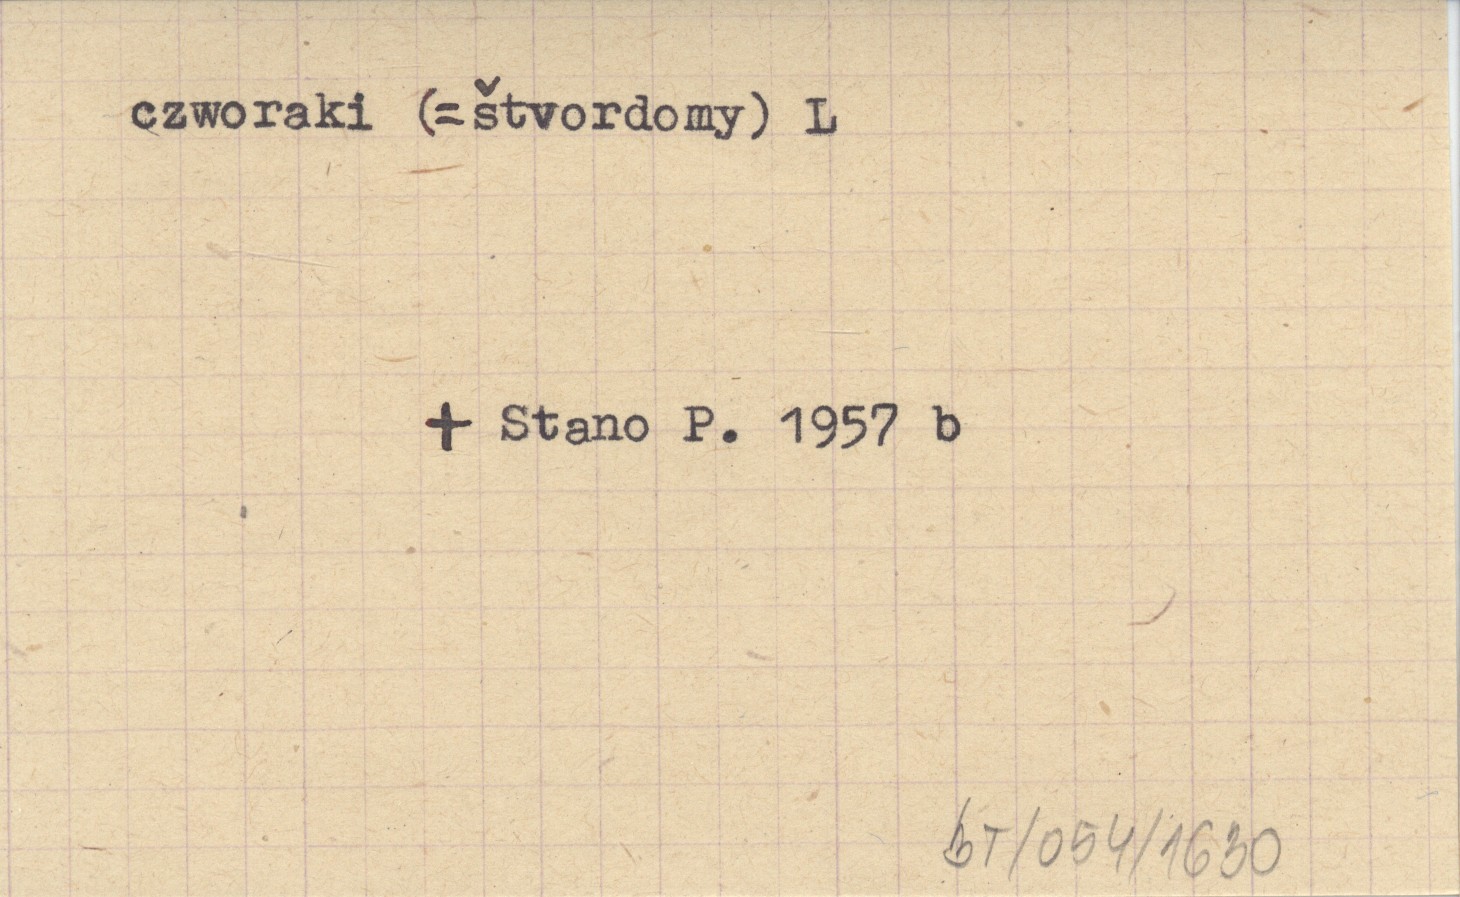 czworaki (=štvordomy) L
+ Stano P. 1957 b
bT/054/1630